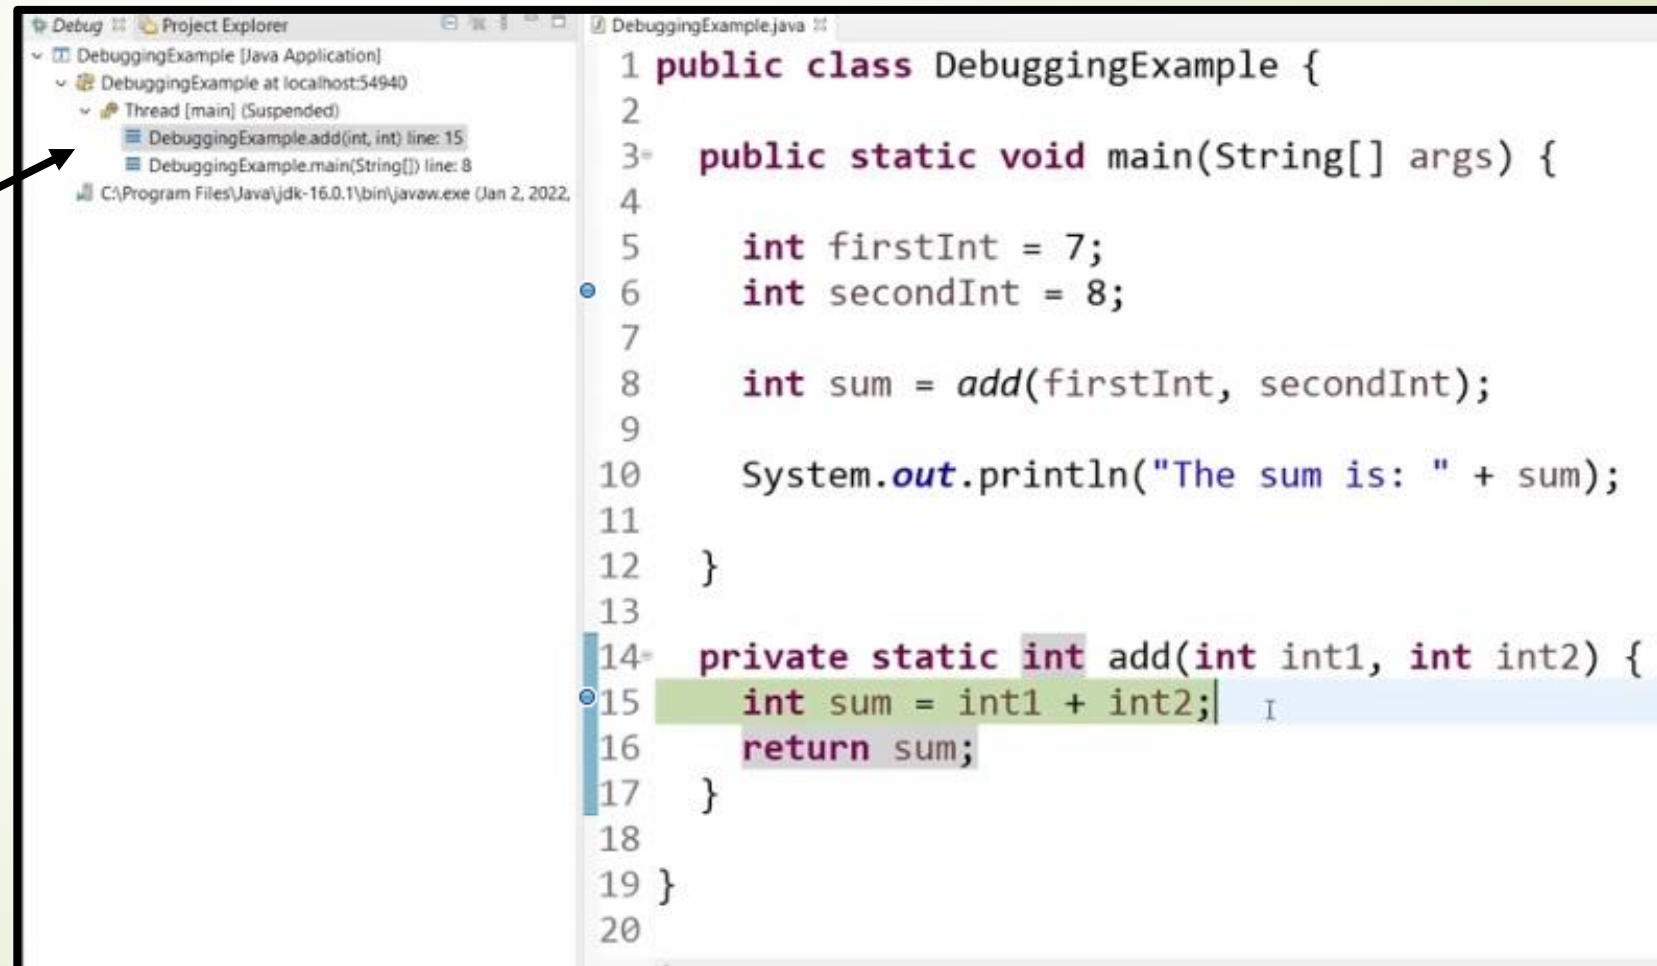 Debug Project Explorer
DebuggingExample [Java Application]
DebuggingExample at localhost:54940
Thread [main] (Suspended)
DebuggingExample.add(int, int) line: 15
DebuggingExample.main(String[]) line: 8
C:\Program Files\Java\jdk-16.0.1\bin\javaw.exe (Jan 2, 2022,
DebuggingExample.java
1 public class DebuggingExample {
2
3 public static void main(String[] args) {
4
5 int firstInt = 7;
6 int secondInt = 8;
7
8 int sum = add(firstInt, secondInt);
9
10 System.out.println("The sum is: " + sum);
11
12 }
13
14 private static int add(int int1, int int2) {
15 int sum = int1 + int2;
16 return sum;
17 }
18
19 }
20